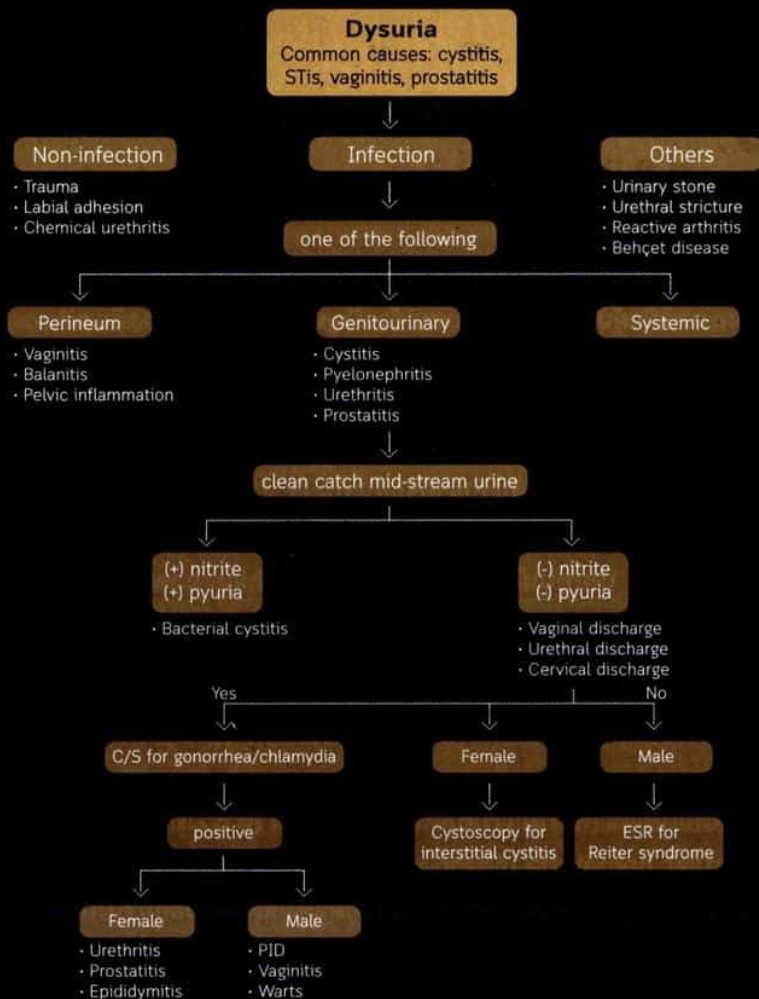 Dysuria
Common causes: cystitis,
STis, vaginitis, prostatitis
Non-infection
· Trauma
· Labial adhesion
· Chemical urethritis
Infection
Others
· Urinary stone
· Urethral stricture
· Reactive arthritis
· Behçet disease
one of the following
Perineum
· Vaginitis
· Balanitis
· Pelvic inflammation
Genitourinary
· Cystitis
· Pyelonephritis
· Urethritis
· Prostatitis
Systemic
clean catch mid-stream urine
(+) nitrite
(+) pyuria
· Bacterial cystitis
(-) nitrite
(-) pyuria
· Vaginal discharge
· Urethral discharge
· Cervical discharge
Yes
No
C/S for gonorrhea/chlamydia
Female
Male
positive
Cystoscopy for
interstitial cystitis
ESR for
Reiter syndrome
Female
· Urethritis
· Prostatitis
· Epididymitis
Male
· PID
· Vaginitis
· Warts